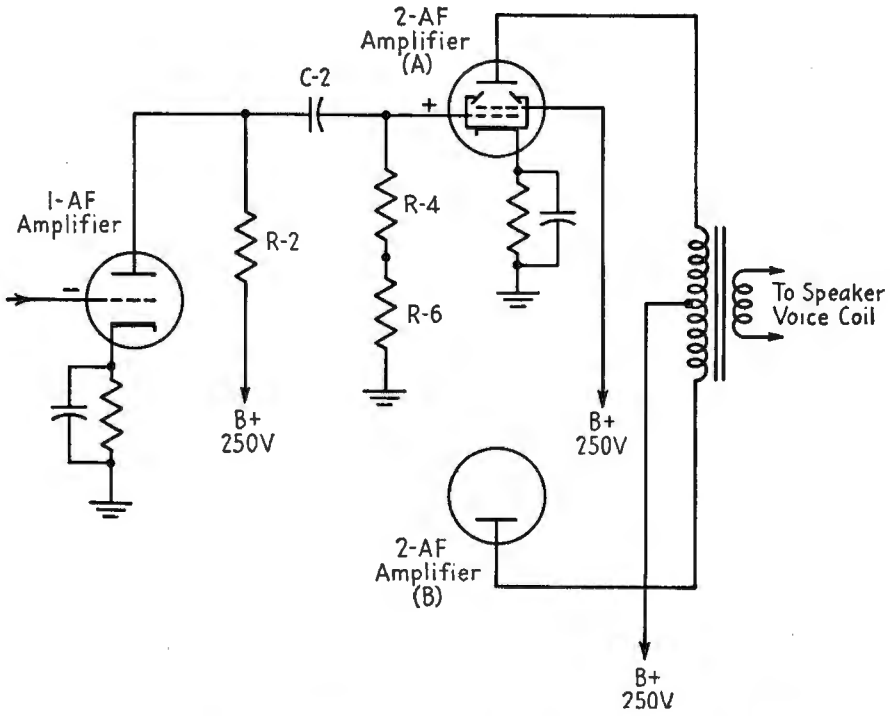 2-AF
Amplifier
(A)
C-2
+
1-AF
Amplifier
R-4
R-2
-
R-6
To Speaker
Voice Coil
B+
250V
B+
250V
2-AF
Amplifier
(B)
B+
250V